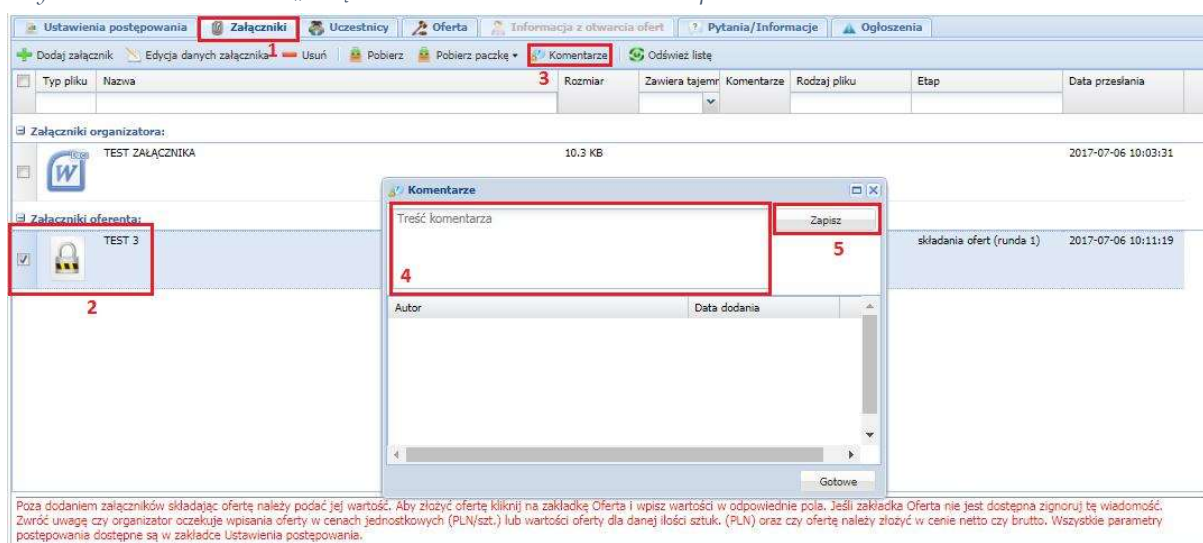 Ustawienia postępowania Załączniki Uczestnicy Oferta Informacja z otwarcia ofert Pytania/Informacje Ogłoszenia
1
Dodaj załącznik Edycja danych załącznika Usuń Pobierz Pobierz paczkę Komentarze Odśwież listę
3
Typ pliku Nazwa Rozmiar Zawiera tajemn Komentarze Rodzaj pliku Etap Data przesłania
Załączniki organizatora:
TEST ZAŁĄCZNIKA 10.3 KB 2017-07-06 10:03:31
W
Komentarze
Treść komentarza Zapisz
Załączniki oferenta:
TEST 3 składania ofert (runda 1) 2017-07-06 10:11:19
5
4
2
Autor Data dodania
Gotowe
Poza dodaniem załączników składając ofertę należy podać jej wartość. Aby złożyć ofertę kliknij na zakładkę Oferta i wpisz wartości w odpowiednie pola. Jeśli zakładka Oferta nie jest dostępna zignoruj tę wiadomość.
Zwróć uwagę czy organizator oczekuje wpisania oferty w cenach jednostkowych (PLN/szt.) lub wartości oferty dla danej ilości sztuk. (PLN) oraz czy ofertę należy złożyć w cenie netto czy brutto. Wszystkie parametry
postępowania dostępne są w zakładce Ustawienia postępowania.